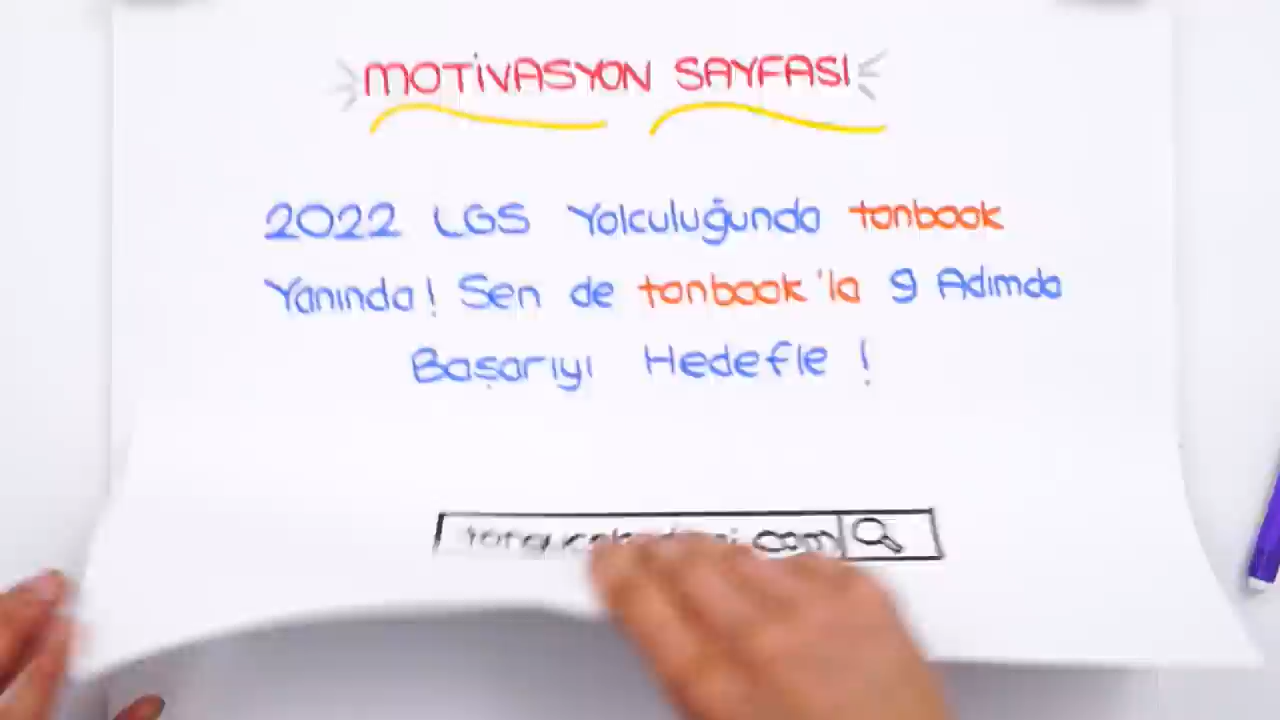 MOTİVASYON SAYFASI
2022 LGS Yolculuğunda tonbook
Yanında! Sen de tonbook'la 9 Adımda
Başarıyı Hedefle !